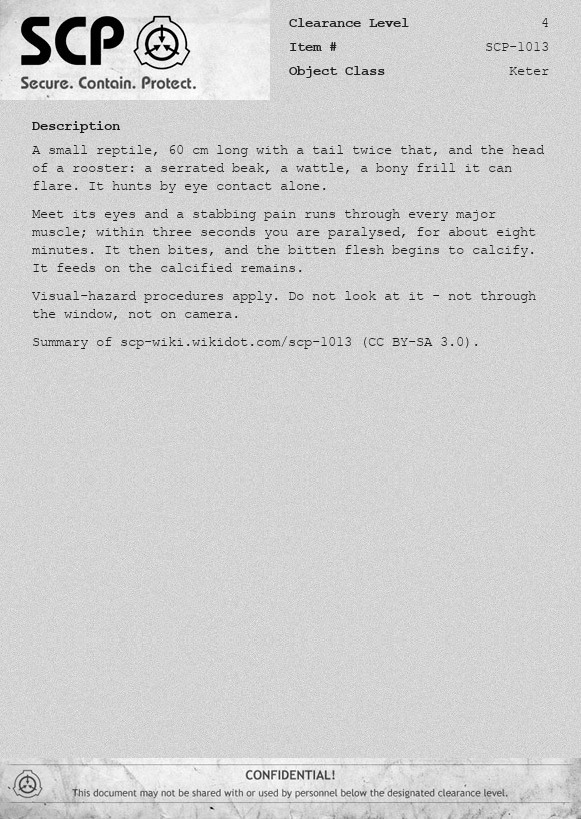 SCP
Secure. Contain. Protect.
Clearance Level 4
Item # SCP-1013
Object Class Keter
Description
A small reptile, 60 cm long with a tail twice that, and the head
of a rooster: a serrated beak, a wattle, a bony frill it can
flare. It hunts by eye contact alone.
Meet its eyes and a stabbing pain runs through every major
muscle; within three seconds you are paralysed, for about eight
minutes. It then bites, and the bitten flesh begins to calcify.
It feeds on the calcified remains.
Visual-hazard procedures apply. Do not look at it - not through
the window, not on camera.
Summary of scp-wiki.wikidot.com/scp-1013 (CC BY-SA 3.0).
CONFIDENTIAL!
This document may not be shared with or used by personnel below the designated clearance level.